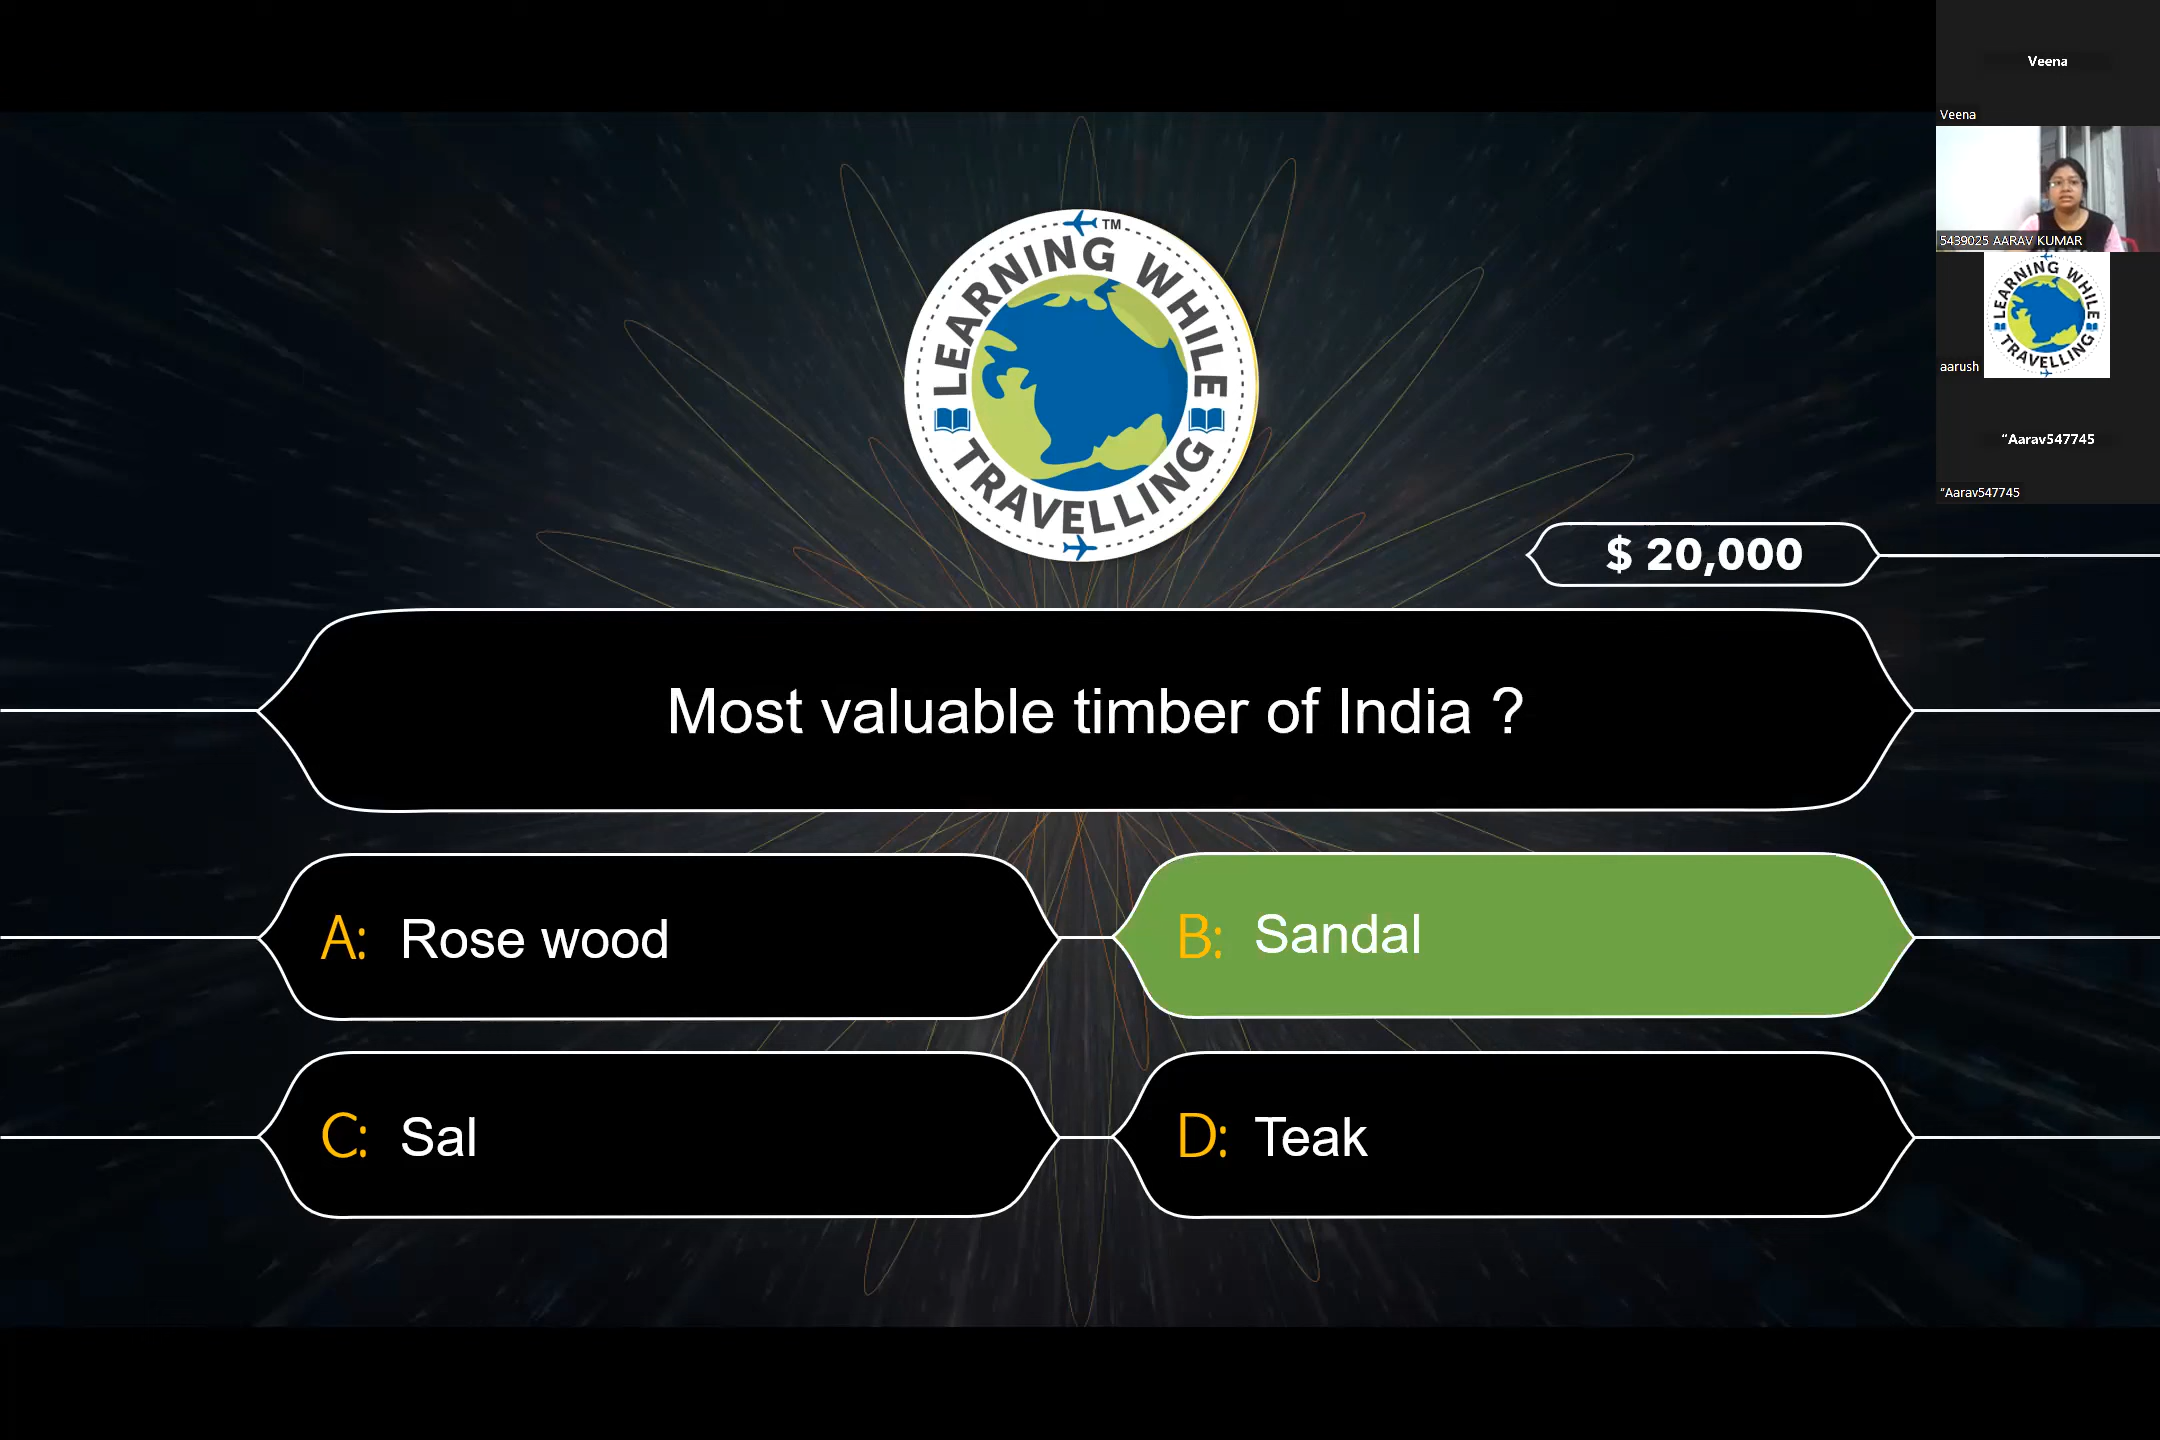 Veena
Veena
5439025 AARAV KUMAR
LEARNING WHILE
TRAVELLING
aarush
“Aarav547745
“Aarav547745
LEARNING WHILE
TRAVELLING
TM
$ 20,000
Most valuable timber of India ?
A: Rose wood
B: Sandal
C: Sal
D: Teak